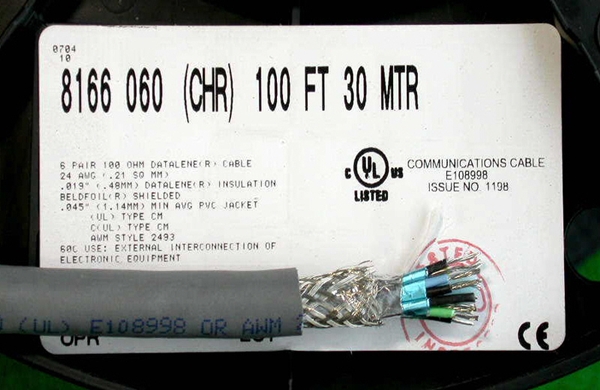 0704
10
8166 060 (CHR) 100 FT 30 MTR
6 PAIR 100 OHM DATALENE(R) CABLE
24 AWG (.21 SQ MM)
.019" (.48MM) DATALENE(R) INSULATION
BELDFOIL(R) SHIELDED
.045" (1.14MM) MIN AVG PVC JACKET
(UL) TYPE CM
C(UL) TYPE CM
AWM STYLE 2493
60C USE: EXTERNAL INTERCONNECTION OF
ELECTRONIC EQUIPMENT
C UL US
LISTED
COMMUNICATIONS CABLE
E108998
ISSUE NO. 1198
(UL) E108998 OR AWM 2
CE